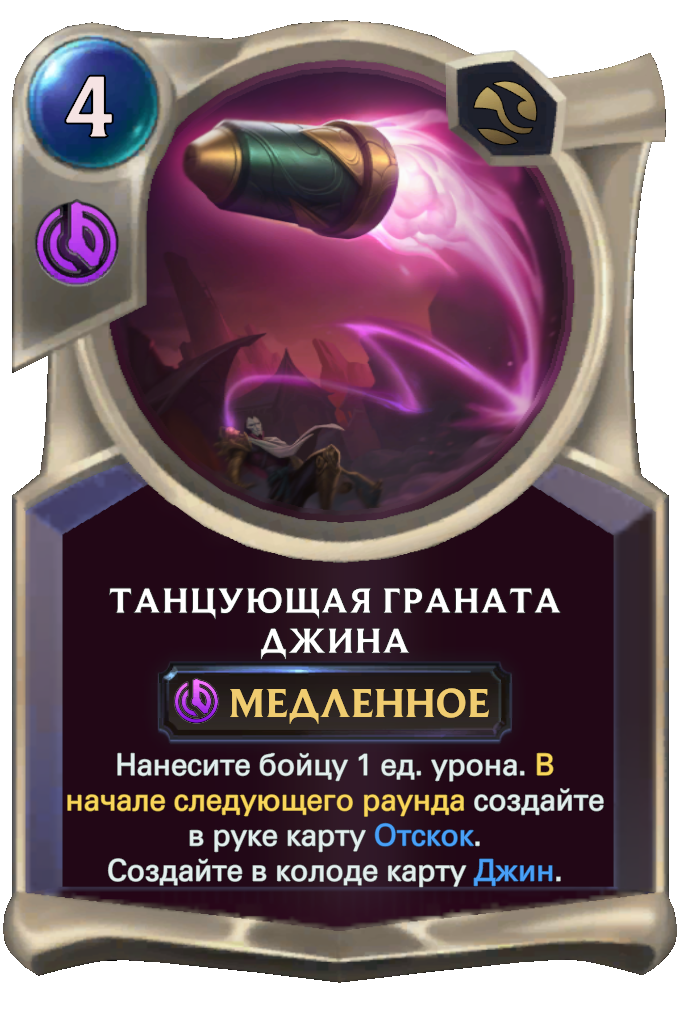 4
ТАНЦУЮЩАЯ ГРАНАТА
ДЖИНА
МЕДЛЕННОЕ
Нанесите бойцу 1 ед. урона. В
начале следующего раунда создайте
в руке карту Отскок.
Создайте в колоде карту Джин.